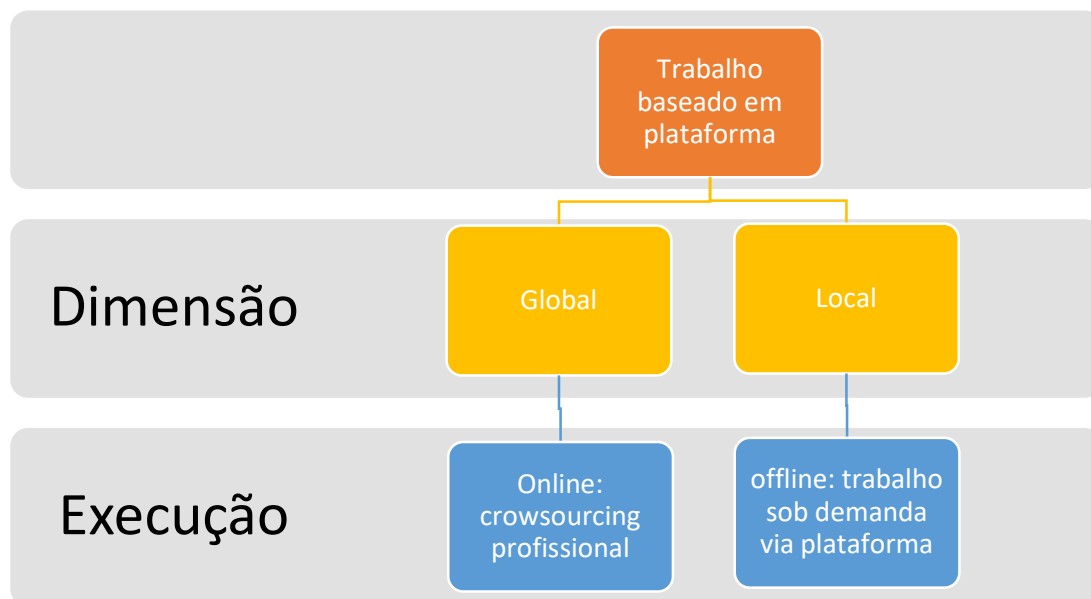 Trabalho
baseado em
plataforma
Dimensão
Global
Local
Execução
Online:
crowsourcing
profissional
offline: trabalho
sob demanda
via plataforma